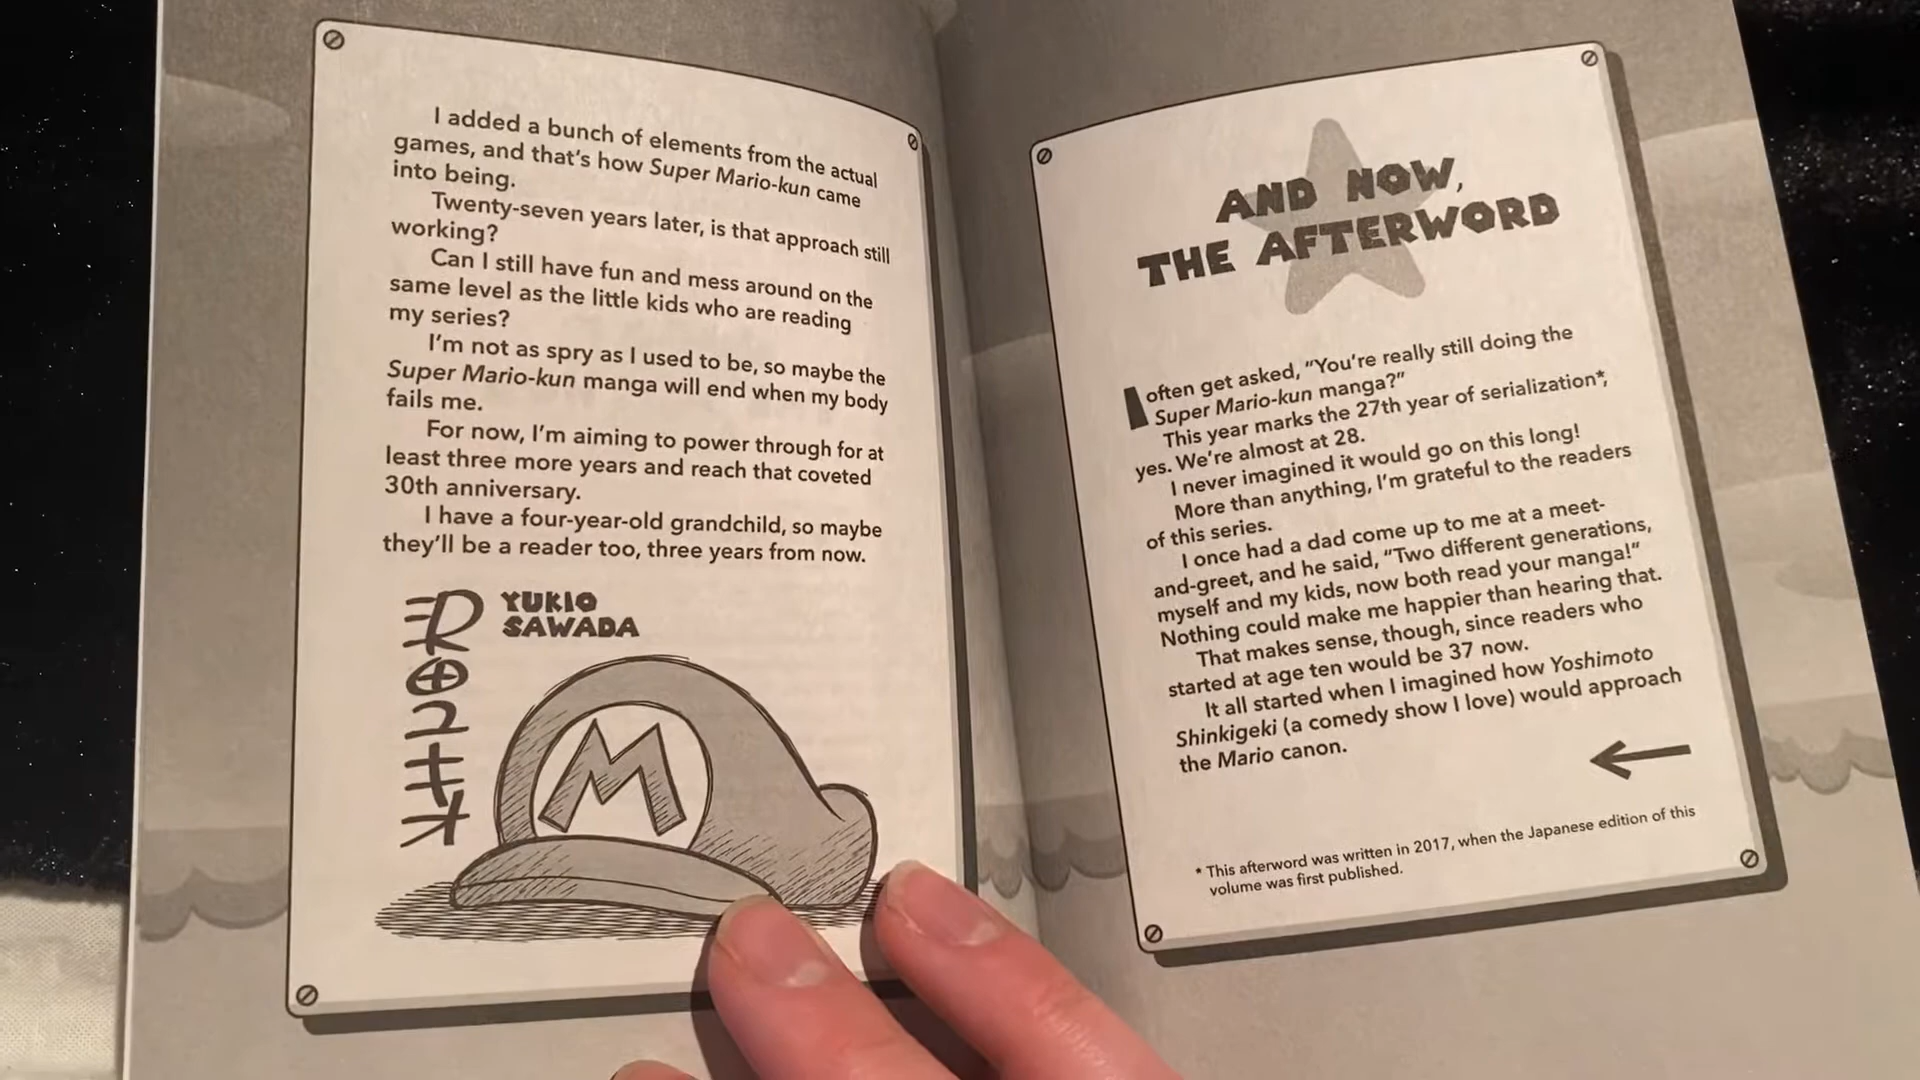 AND NOW,
THE AFTERWORD
I often get asked, "You're really still doing the
Super Mario-kun manga?"
This year marks the 27th year of serialization*,
yes. We're almost at 28.
I never imagined it would go on this long!
More than anything, I'm grateful to the readers
of this series.
I once had a dad come up to me at a meet-
and-greet, and he said, "Two different generations,
myself and my kids, now both read your manga!"
Nothing could make me happier than hearing that.
That makes sense, though, since readers who
started at age ten would be 37 now.
It all started when I imagined how Yoshimoto
Shinkigeki (a comedy show I love) would approach
the Mario canon.
* This afterword was written in 2017, when the Japanese edition of this
volume was first published.
I added a bunch of elements from the actual
games, and that's how Super Mario-kun came
into being.
Twenty-seven years later, is that approach still
working?
Can I still have fun and mess around on the
same level as the little kids who are reading
my series?
I'm not as spry as I used to be, so maybe the
Super Mario-kun manga will end when my body
fails me.
For now, I'm aiming to power through for at
least three more years and reach that coveted
30th anniversary.
I have a four-year-old grandchild, so maybe
they'll be a reader too, three years from now.
YUKIO
SAWADA
M